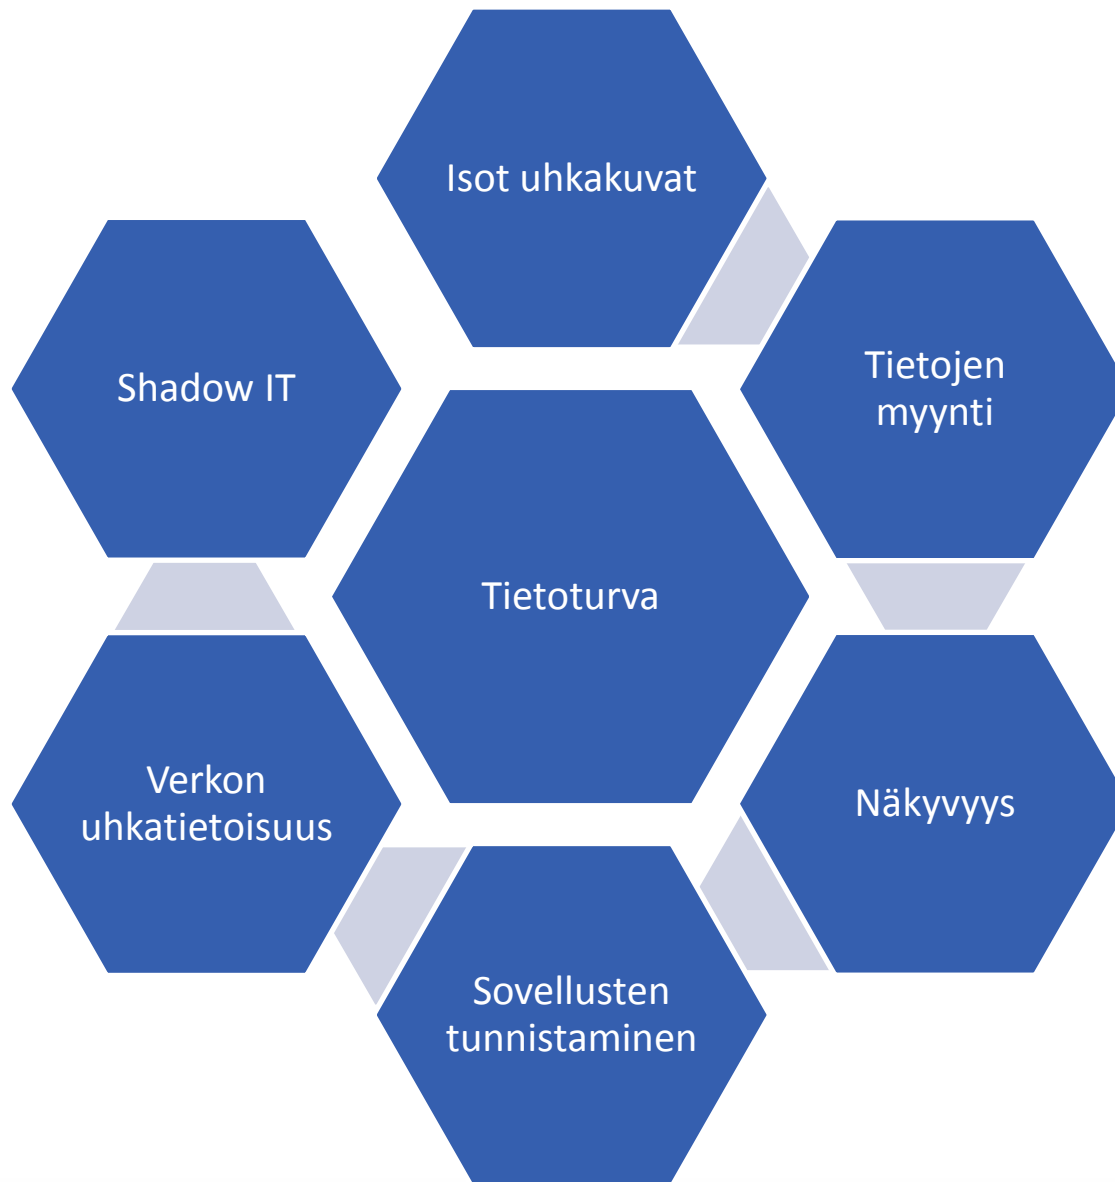 Isot uhkakuvat
Tietojen
myynti
Shadow IT
Tietoturva
Verkon
uhkatietoisuus
Näkyvyys
Sovellusten
tunnistaminen